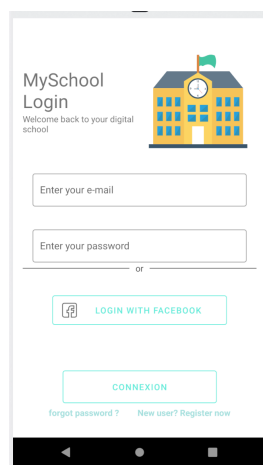 MySchool
Login
Welcome back to your digital
school
Enter your e-mail
Enter your password
or
LOGIN WITH FACEBOOK
CONNEXION
forgot password ? New user? Register now